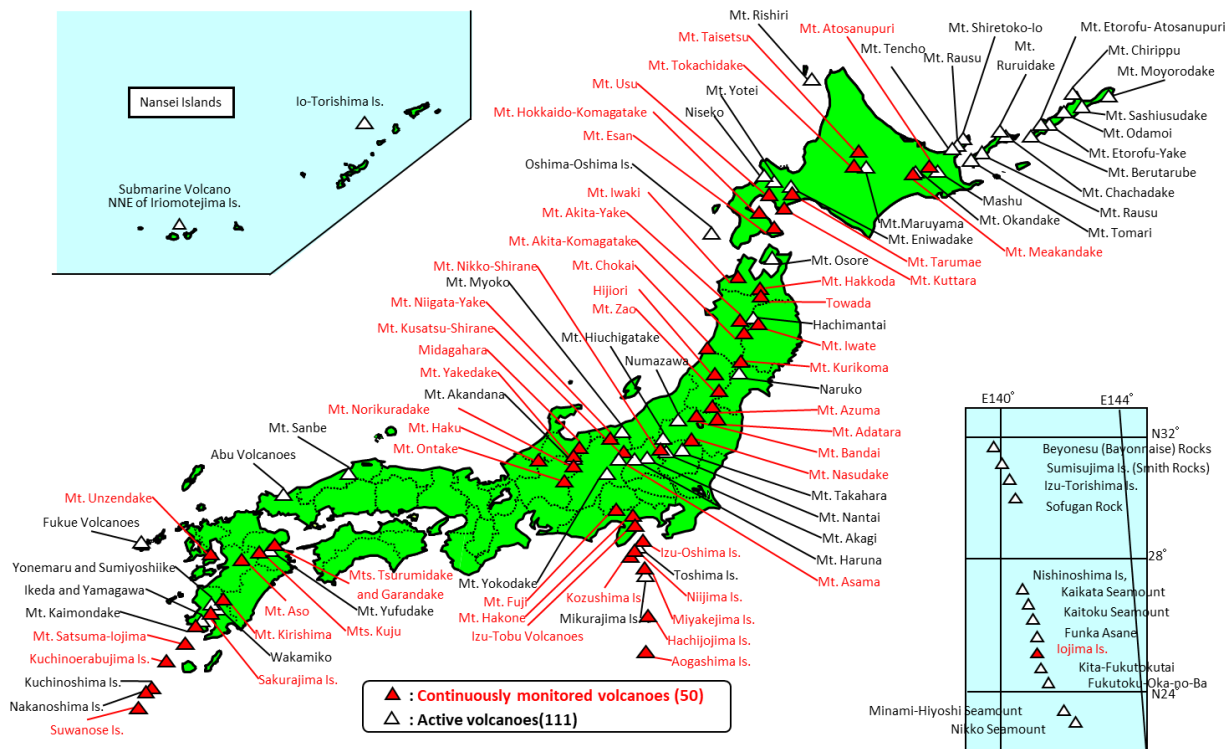 Nansei Islands
Io-Torishima Is.
Submarine Volcano
NNE of Iriomotejima Is.
Mt. Rishiri
Mt. Taisetsu
Mt. Tokachidake
Mt. Atosanupuri
Mt. Tencho
Mt. Rausu
Mt. Shiretoko-Io
Mt.
Ruruidake
Mt. Etorofu- Atosanupuri
Mt. Chirippu
Mt. Moyorodake
Mt. Sashiusudake
Mt. Odamoi
Mt. Etorofu-Yake
Mt. Berutarube
Mt. Chachadake
Mt. Rausu
Mt. Tomari
Mashu
Mt. Okandake
Mt. Meakandake
Mt.Maruyama
Mt. Eniwadake
Mt. Tarumae
Mt. Kuttara
Mt. Usu
Mt. Yotei
Niseko
Mt. Hokkaido-Komagatake
Mt. Esan
Oshima-Oshima Is.
Mt. Iwaki
Mt. Akita-Yake
Mt. Akita-Komagatake
Mt. Chokai
Hijiori
Mt. Zao
Mt. Hiuchigatake
Numazawa
Mt. Osore
Mt. Hakkoda
Towada
Hachimantai
Mt. Iwate
Mt. Kurikoma
Naruko
Mt. Azuma
Mt. Adatara
Mt. Bandai
Mt. Nasudake
Mt. Takahara
Mt. Nantai
Mt. Akagi
Mt. Haruna
Mt. Asama
Mt. Nikko-Shirane
Mt. Myoko
Mt. Niigata-Yake
Mt. Kusatsu-Shirane
Midagahara
Mt. Yakedake
Mt. Akandana
Mt. Norikuradake
Mt. Haku
Mt. Ontake
Mt. Sanbe
Abu Volcanoes
Mt. Unzendake
Fukue Volcanoes
Yonemaru and Sumiyoshiike
Ikeda and Yamagawa
Mt. Kaimondake
Mt. Satsuma-Iojima
Kuchinoerabujima Is.
Kuchinoshima Is.
Nakanoshima Is.
Suwanose Is.
Mts. Tsurumidake
and Garandake
Mt. Yufudake
Mts. Kuju
Mt. Aso
Mt. Kirishima
Wakamiko
Sakurajima Is.
Mt. Yokodake
Mt. Fuji
Mt. Hakone
Izu-Tobu Volcanoes
Izu-Oshima Is.
Toshima Is.
Niijima Is.
Kozushima Is.
Miyakejima Is.
Mikurajima Is.
Hachijojima Is.
Aogashima Is.
▲ : Continuously monitored volcanoes (50)
△ : Active volcanoes(111)
E140°
E144°
N32°
28
N24°
Beyonesu (Bayonnaise) Rocks
Sumisujima Is. (Smith Rocks)
Izu-Torishima Is.
Sofugan Rock
Nishinoshima Is,
Kaikata Seamount
Kaitoku Seamount
Funka Asane
Iojima Is.
Kita-Fukutokutai
Fukutoku-Oka-no-Ba
Minami-Hiyoshi Seamount
Nikko Seamount